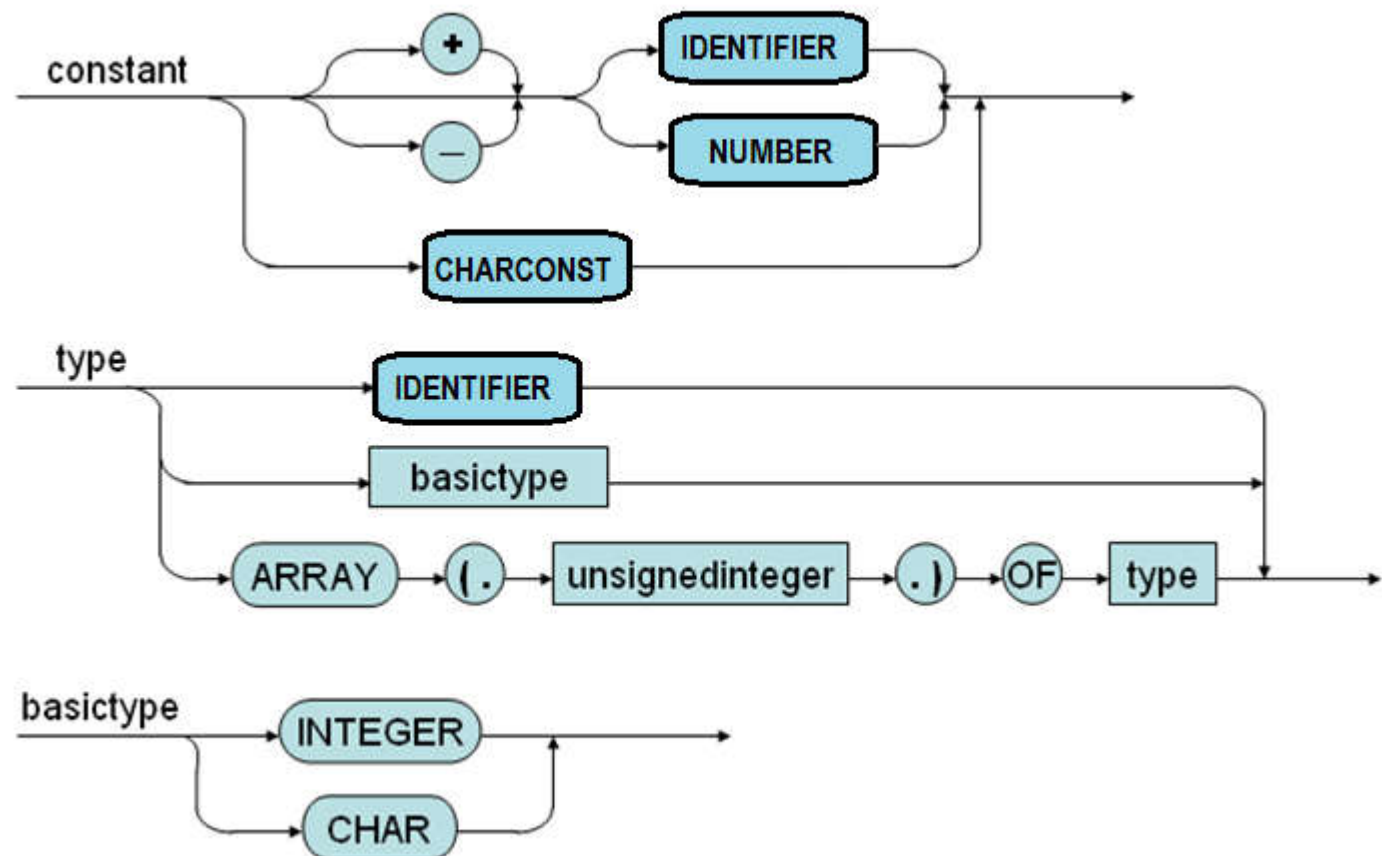 +
IDENTIFIER
constant
–
NUMBER
CHARCONST
type
IDENTIFIER
basictype
ARRAY (. unsignedinteger .) OF type
basictype
INTEGER
CHAR